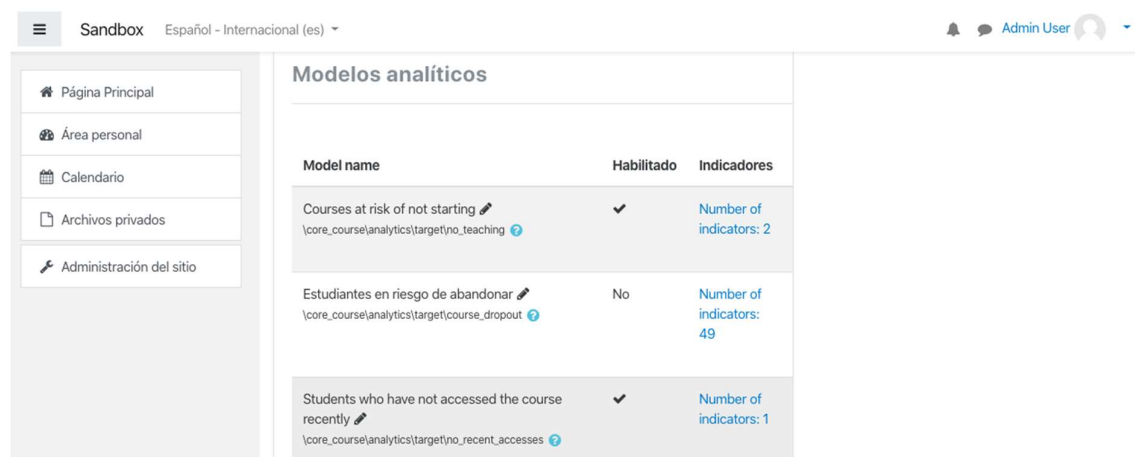 Sandbox Español - Internacional (es)
Admin User
Página Principal
Área personal
Calendario
Archivos privados
Administración del sitio
Modelos analíticos
Model name Habilitado Indicadores
Courses at risk of not starting
\core_course\analytics\target\no_teaching
Number of
indicators: 2
Estudiantes en riesgo de abandonar
\core_course\analytics\target\course_dropout
No
Number of
indicators:
49
Students who have not accessed the course
recently
\core_course\analytics\target\no_recent_accesses
Number of
indicators: 1